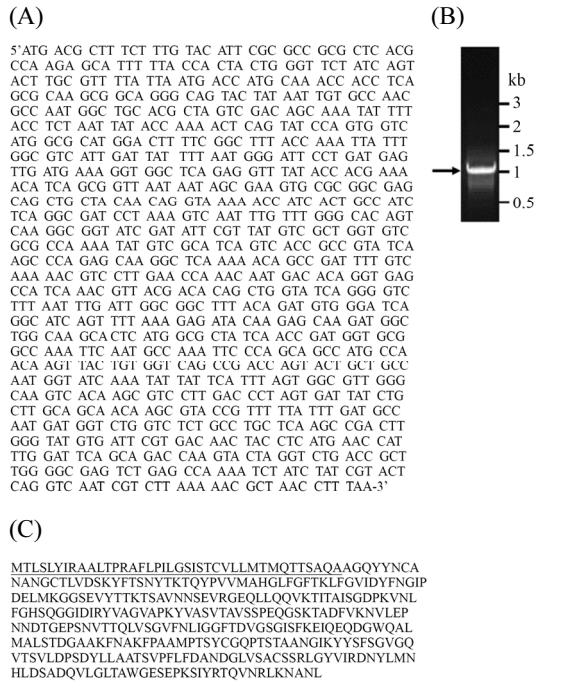 (A)
(B)
5'ATG ACG CTT TCT TTG TAC ATT CGC GCC GCG CTC ACG
CCA AGA GCA TTT TTA CCA CTA CTG GGT TCT ATC AGT
ACT TGC GTT TTA TTA ATG ACC ATG CAA ACC ACC TCA
GCG CAA GCG GCA GGG CAG TAC TAT AAT TGT GCC AAC
GCC AAT GGC TGC ACG CTA GTC GAC AGC AAA TAT TTT
ACC TCT AAT TAT ACC AAA ACT CAG TAT CCA GTG GTC
ATG GCG CAT GGA CTT TTC GGC TTT ACC AAA TTA TTT
GGC GTC ATT GAT TAT TTT AAT GGG ATT CCT GAT GAG
TTG ATG AAA GGT GGC TCA GAG GTT TAT ACC ACG AAA
ACA TCA GCG GTT AAT AAT AGC GAA GTG CGC GGC GAG
CAG CTG CTA CAA CAG GTA AAA ACC ATC ACT GCC ATC
TCA GGC GAT CCT AAA GTC AAT TTG TTT GGG CAC AGT
CAA GGC GGT ATC GAT ATT CGT TAT GTC GCT GGT GTC
GCG CCA AAA TAT GTC GCA TCA GTC ACC GCC GTA TCA
AGC CCA GAG CAA GGC TCA AAA ACA GCC GAT TTT GTC
AAA AAC GTC CTT GAA CCA AAC AAT GAC ACA GGT GAG
CCA TCA AAC GTT ACG ACA CAG CTG GTA TCA GGG GTC
TTT AAT TTG ATT GGC GGC TTT ACA GAT GTG GGA TCA
GGC ATC AGT TTT AAA GAG ATA CAA GAG CAA GAT GGC
TGG CAA GCA CTC ATG GCG CTA TCA ACC GAT GGT GCG
GCC AAA TTC AAT GCC AAA TTC CCA GCA GCC ATG CCA
ACA AGT TAC TGT GGT CAG CCG ACC AGT ACT GCT GCC
AAT GGT ATC AAA TAT TAT TCA TTT AGT GGC GTT GGG
CAA GTC ACA AGC GTC CTT GAC CCT AGT GAT TAT CTG
CTT GCA GCA ACA AGC GTA CCG TTT TTA TTT GAT GCC
AAT GAT GGT CTG GTC TCT GCC TGC TCA AGC CGA CTT
GGG TAT GTG ATT CGT GAC AAC TAC CTC ATG AAC CAT
TTG GAT TCA GCA GAC CAA GTA CTA GGT CTG ACC GCT
TGG GGC GAG TCT GAG CCA AAA TCT ATC TAT CGT ACT
CAG GTC AAT CGT CTT AAA AAC GCT AAC CTT TAA-3'
kb
3
2
1.5
1
0.5
(C)
MTLSLYIRAALTPRAFLPILGSISTCVLLMTMQTTSAQAAGQYYNCA
NANGCTLVDSKYFTSNYTKTQYPVVMAHGLFGFTKLFGVIDYFNGIP
DELMKGGSEVYTTKTSAVNNSEVRGEQLLQQVKTITAISGDPKVNL
FGHSQGGIDIRYVAGVAPKYVASVTAVSSPEQGSKTADFVKNVLEP
NNDTGEPSNVTTQLVSGVFNLIGGFTDVGSGISFKEIQEQDGWQAL
MALSTDGAAKFNAKFPAAMPTSYCGQPTSTAANGIKYYSFSGVGQ
VTSVLDPSDYLLAATSVPFLFDANDGLVSACSSRLGYVIRDNYLMN
HLDSADQVLGLTAWGESEPKSIYRTQVNRLKNANL